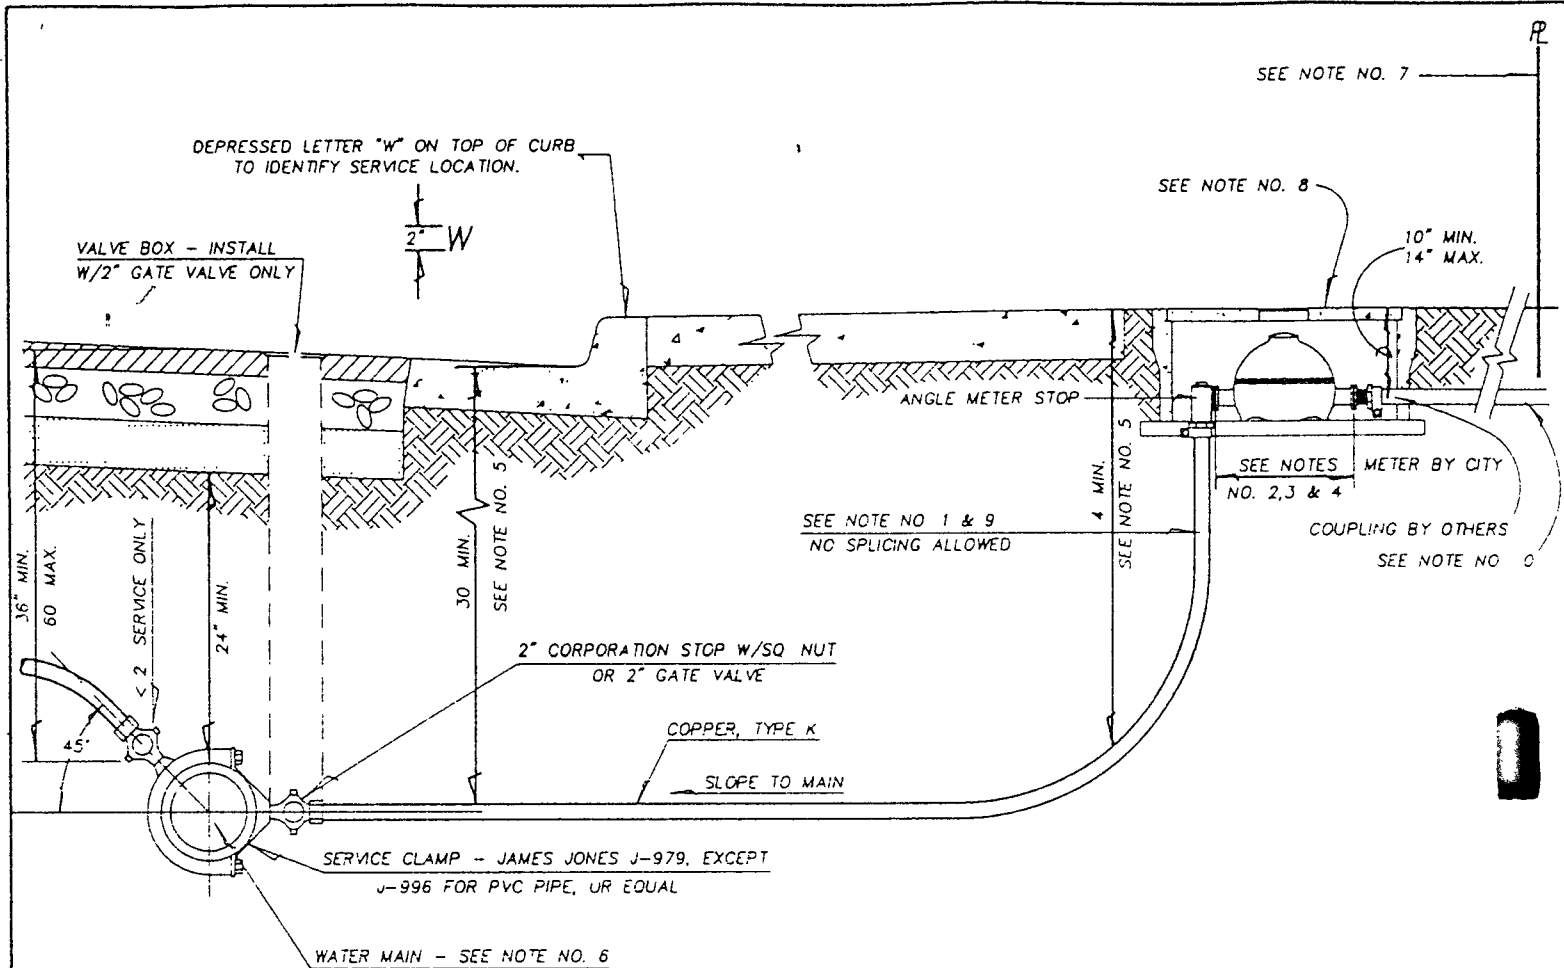 PL
SEE NOTE NO. 7
DEPRESSED LETTER "W" ON TOP OF CURB
TO IDENTIFY SERVICE LOCATION.
SEE NOTE NO. 8
2" W
10" MIN.
14" MAX.
VALVE BOX - INSTALL
W/2" GATE VALVE ONLY
ANGLE METER STOP
SEE NOTES
NO. 2,3 & 4
METER BY CITY
COUPLING BY OTHERS
SEE NOTE NO
SEE NOTE NO 1 & 9
NO SPLICING ALLOWED
4 MIN.
SEE NOTE NO. 5
30 MIN.
SEE NOTE NO. 5
36" MIN.
60 MAX.
< 2 SERVICE ONLY
24" MIN.
45°
2" CORPORATION STOP W/SQ NUT
OR 2" GATE VALVE
COPPER, TYPE K
SLOPE TO MAIN
SERVICE CLAMP - JAMES JONES J-979, EXCEPT
J-996 FOR PVC PIPE, OR EQUAL
WATER MAIN - SEE NOTE NO. 6